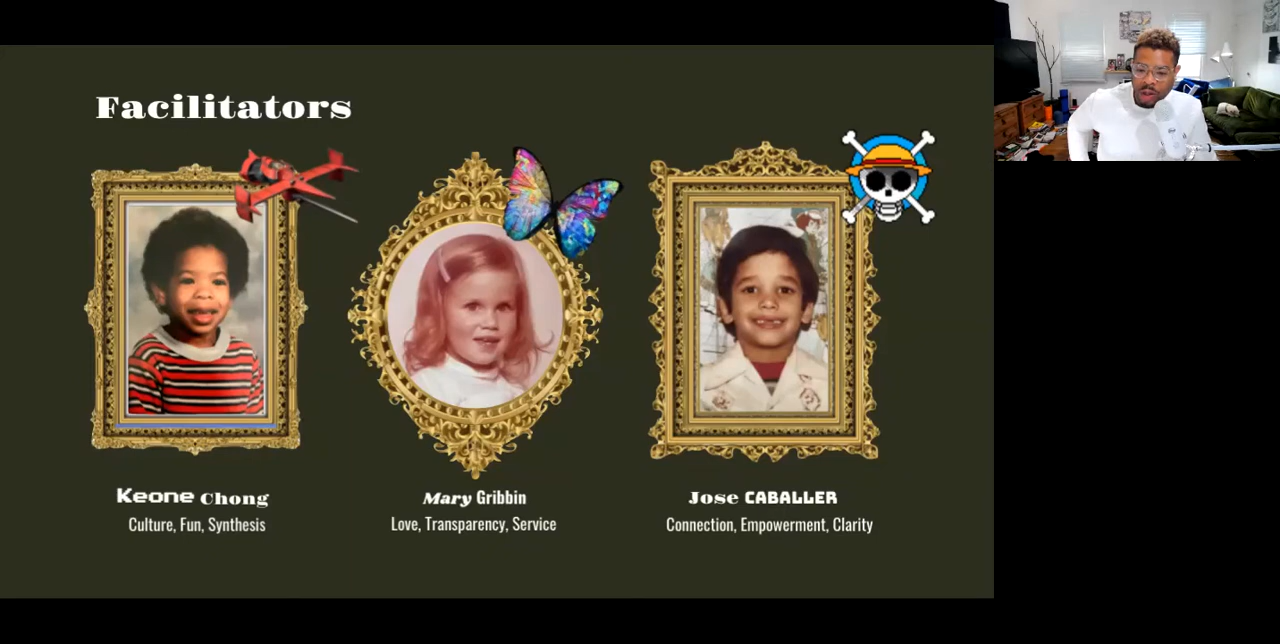 Facilitators
Keone Chong
Culture, Fun, Synthesis
Mary Gribbin
Love, Transparency, Service
Jose CABALLER
Connection, Empowerment, Clarity